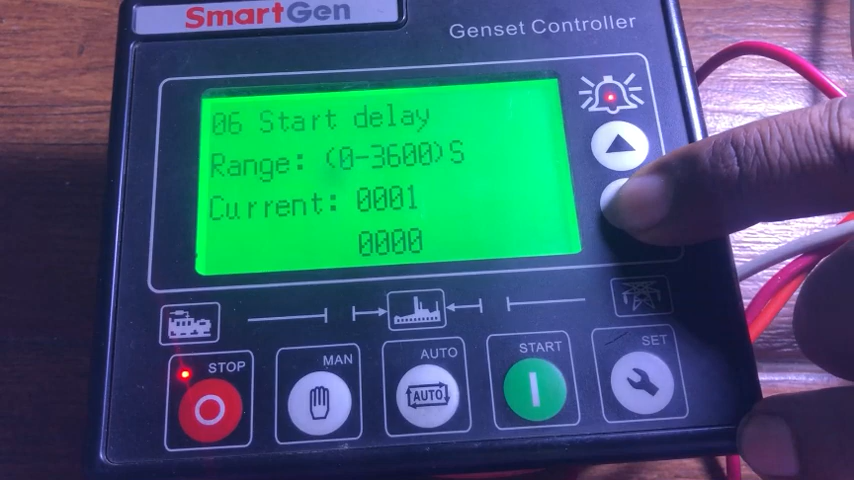 SmartGen
Genset Controller
06 Start delay
Range: (0-3600)S
Current: 0001
0000
STOP
MAN
AUTO
START
SET
AUTO